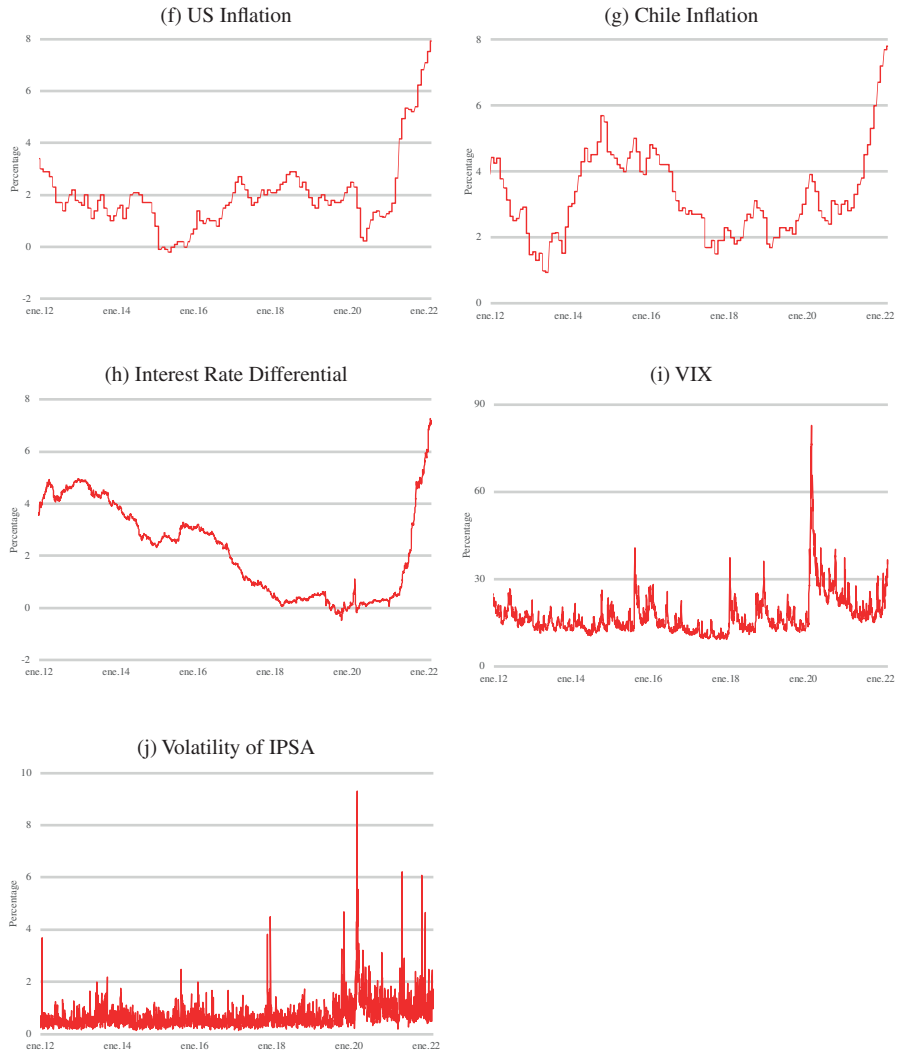 (f) US Inflation
8
6
4
2
0
-2
Percentage
ene.12 ene.14 ene.16 ene.18 ene.20 ene.22
(g) Chile Inflation
8
6
4
2
0
Percentage
ene.12 ene.14 ene.16 ene.18 ene.20 ene.22
(h) Interest Rate Differential
8
6
4
2
0
-2
Percentage
ene.12 ene.14 ene.16 ene.18 ene.20 ene.22
(i) VIX
90
60
30
0
ene.12 ene.14 ene.16 ene.18 ene.20 ene.22
(j) Volatility of IPSA
10
8
6
4
2
0
Percentage
ene.12 ene.14 ene.16 ene.18 ene.20 ene.22